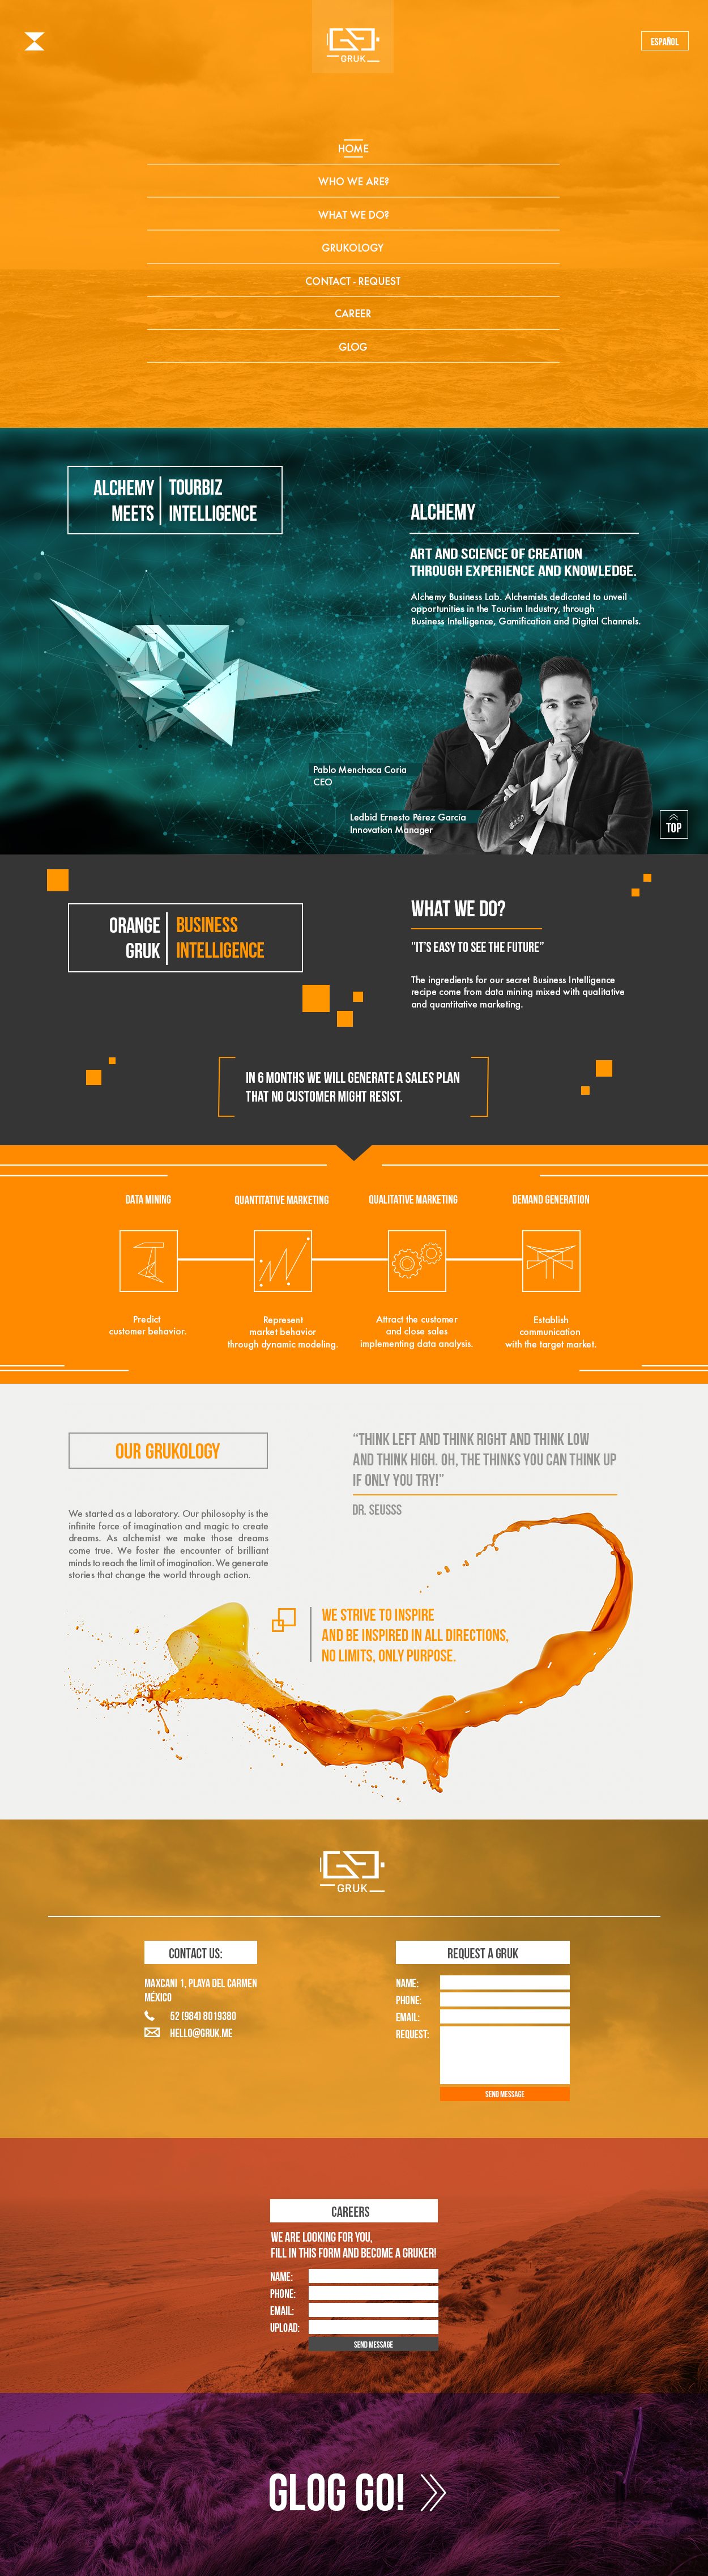 GRUK
ESPAÑOL
HOME
WHO WE ARE?
WHAT WE DO?
GRUKOLOGY
CONTACT - REQUEST
CAREER
GLOG
ALCHEMY
MEETS
TOURBIZ
INTELLIGENCE
ALCHEMY
ART AND SCIENCE OF CREATION
THROUGH EXPERIENCE AND KNOWLEDGE.
Alchemy Business Lab. Alchemists dedicated to unveil
opportunities in the Tourism Industry, through
Business Intelligence, Gamification and Digital Channels.
Pablo Menchaca Coria
CEO
Ledbid Ernesto Pérez García
Innovation Manager
TOP
ORANGE
GRUK
BUSINESS
INTELLIGENCE
WHAT WE DO?
"IT'S EASY TO SEE THE FUTURE"
The ingredients for our secret Business Intelligence
recipe come from data mining mixed with qualitative
and quantitative marketing.
IN 6 MONTHS WE WILL GENERATE A SALES PLAN
THAT NO CUSTOMER MIGHT RESIST.
DATA MINING
QUANTITATIVE MARKETING
QUALITATIVE MARKETING
DEMAND GENERATION
Predict
customer behavior.
Represent
market behavior
through dynamic modeling.
Attract the customer
and close sales
implementing data analysis.
Establish
communication
with the target market.
OUR GRUKOLOGY
We started as a laboratory. Our philosophy is the
infinite force of imagination and magic to create
dreams. As alchemist we make those dreams
come true. We foster the encounter of brilliant
minds to reach the limit of imagination. We generate
stories that change the world through action.
“THINK LEFT AND THINK RIGHT AND THINK LOW
AND THINK HIGH. OH, THE THINKS YOU CAN THINK UP
IF ONLY YOU TRY!”
DR. SEUSSS
WE STRIVE TO INSPIRE
AND BE INSPIRED IN ALL DIRECTIONS,
NO LIMITS, ONLY PURPOSE.
GRUK
CONTACT US:
MAXCANI 1, PLAYA DEL CARMEN
MÉXICO
52 (984) 8019380
HELLO@GRUK.ME
REQUEST A GRUK
NAME:
PHONE:
EMAIL:
REQUEST:
SEND MESSAGE
CAREERS
WE ARE LOOKING FOR YOU,
FILL IN THIS FORM AND BECOME A GRUKER!
NAME:
PHONE:
EMAIL:
UPLOAD:
SEND MESSAGE
GLOG GO!